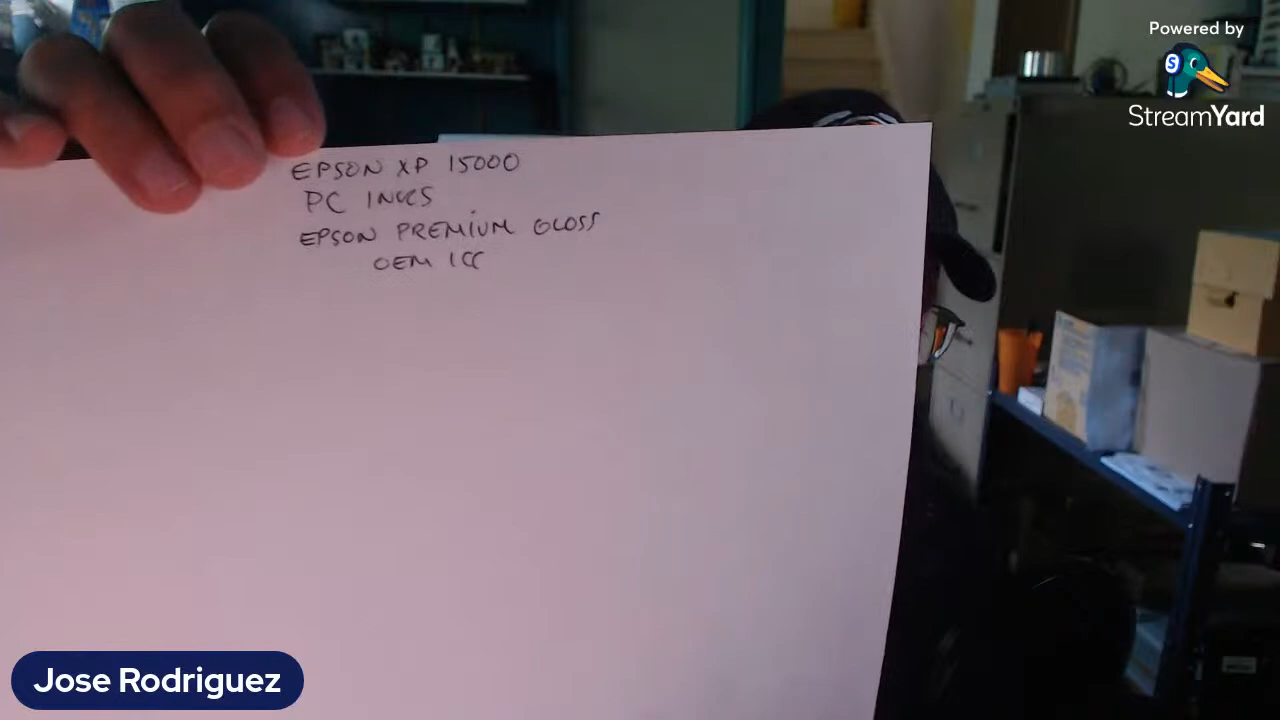 Powered by
StreamYard
EPSON XP 15000
PC INKS
EPSON PREMIUM GLOSS
OEM ICC
Jose Rodriguez